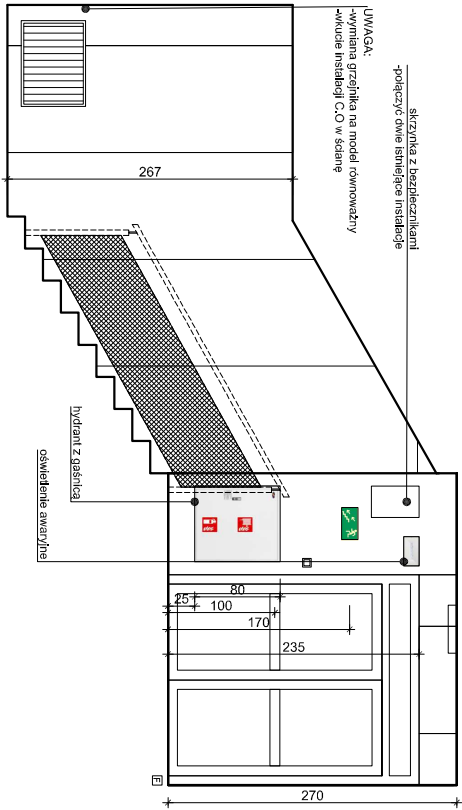 UWAGA:
-wymiana grzejnika na model równoważny
-wkucie instalacji C.O w ścianę
skrzynka z bezpiecznikami
-połączyć dwie istniejące instalacje
267
hydrant z gaśnicą
oświetlenie awaryjne
80
25
100
170
235
270
F